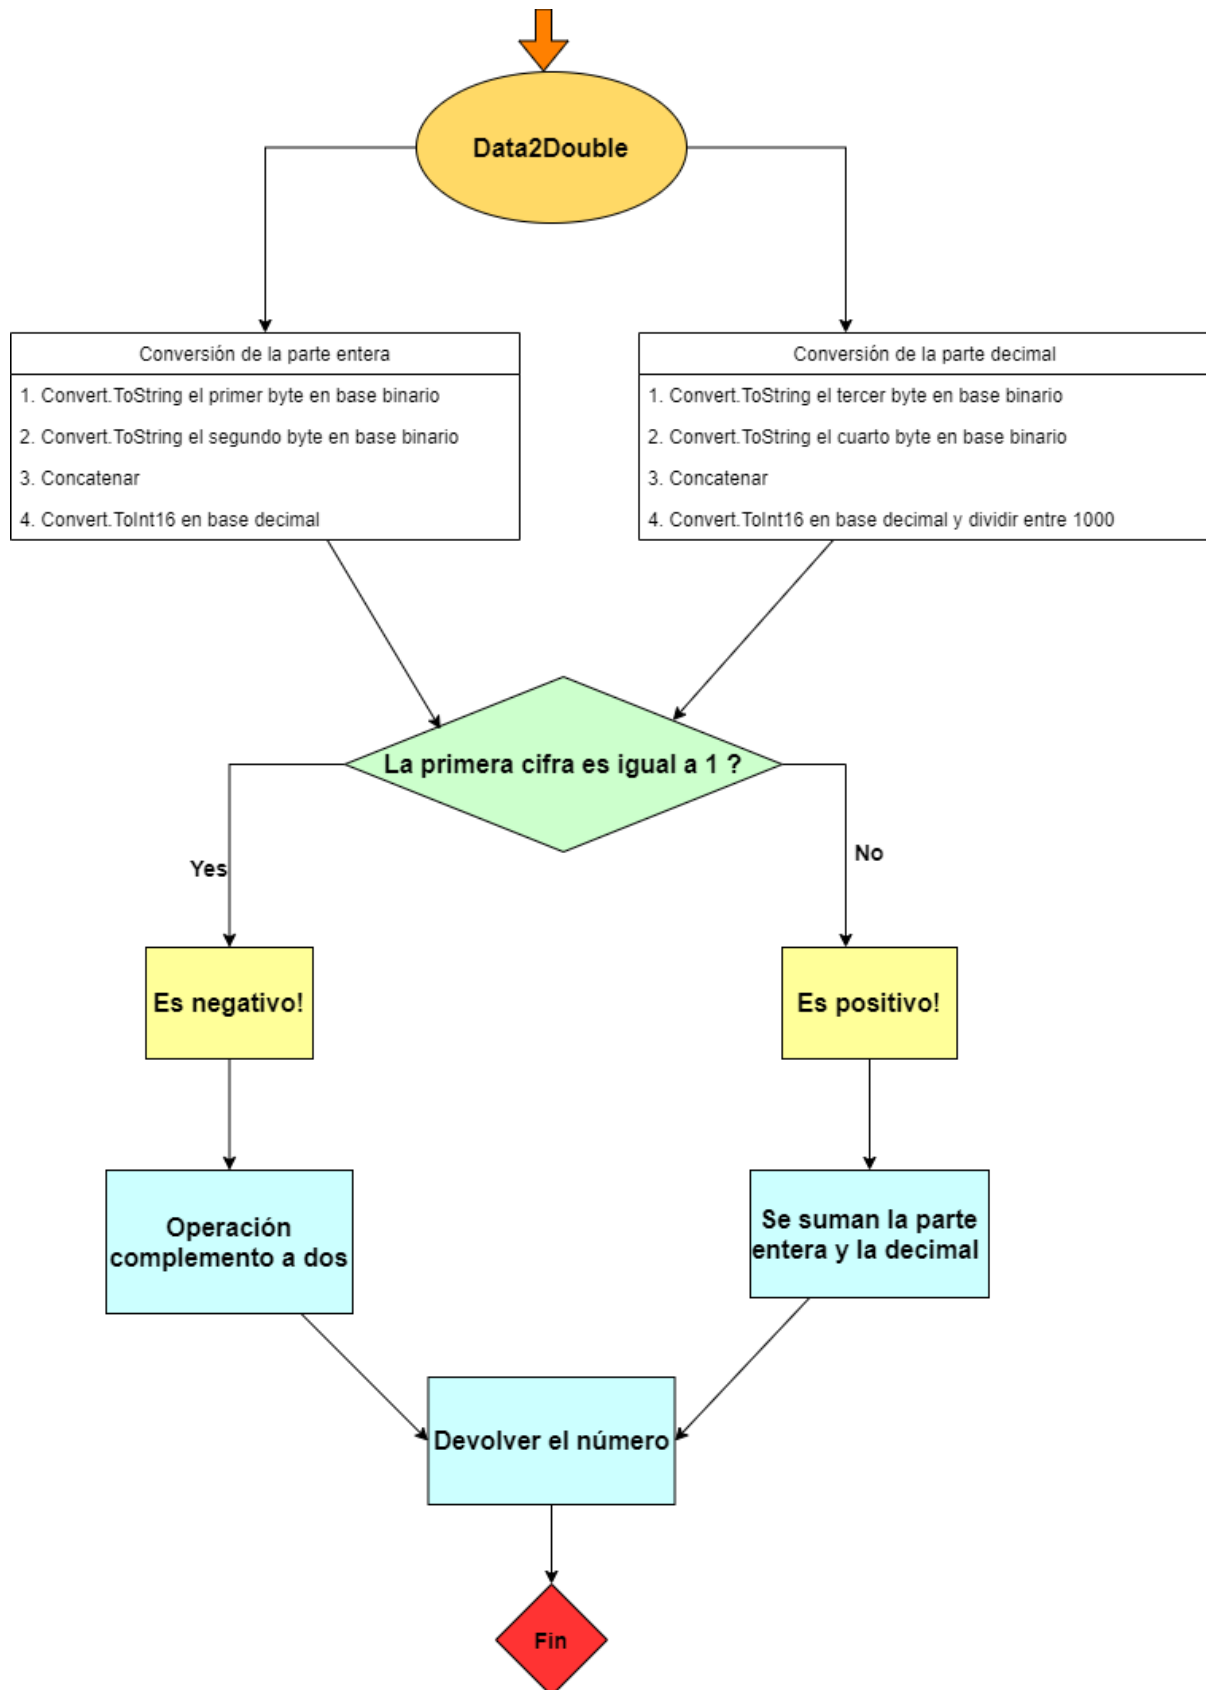 Data2Double
Conversión de la parte entera
1. Convert.ToString el primer byte en base binario
2. Convert.ToString el segundo byte en base binario
3. Concatenar
4. Convert.ToInt16 en base decimal
Conversión de la parte decimal
1. Convert.ToString el tercer byte en base binario
2. Convert.ToString el cuarto byte en base binario
3. Concatenar
4. Convert.ToInt16 en base decimal y dividir entre 1000
La primera cifra es igual a 1 ?
Yes
No
Es negativo!
Es positivo!
Operación
complemento a dos
Se suman la parte
entera y la decimal
Devolver el número
Fin